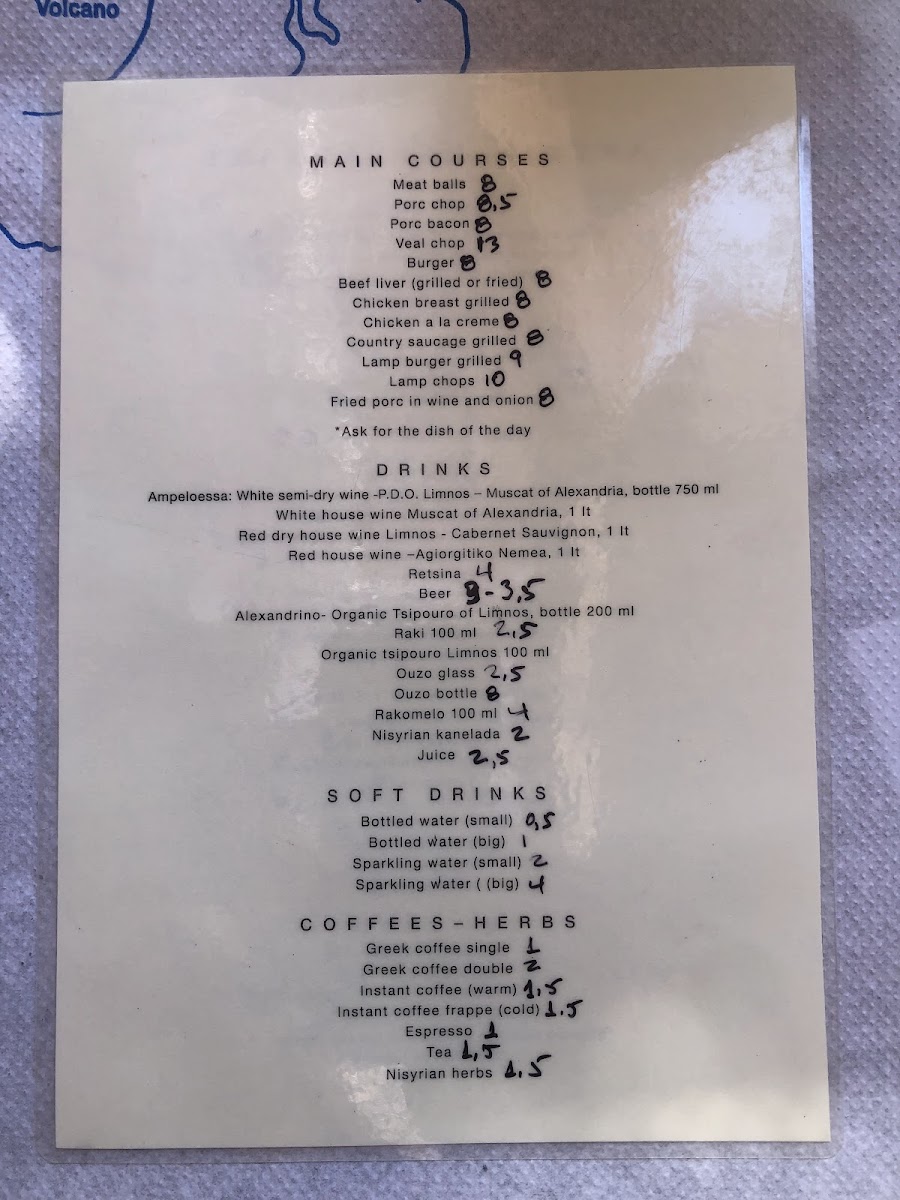 Volcano
MAIN COURSES
Meat balls 8
Porc chop 8,5
Porc bacon 8
Veal chop 13
Burger 8
Beef liver (grilled or fried) 8
Chicken breast grilled 8
Chicken a la creme 8
Country saucage grilled 8
Lamp burger grilled 9
Lamp chops 10
Fried porc in wine and onion 8
*Ask for the dish of the day
DRINKS
Ampeloessa: White semi-dry wine -P.D.O. Limnos – Muscat of Alexandria, bottle 750 ml
White house wine Muscat of Alexandria, 1 lt
Red dry house wine Limnos - Cabernet Sauvignon, 1 lt
Red house wine –Agiorgitiko Nemea, 1 lt
Retsina 4
Beer 3-3,5
Alexandrino- Organic Tsipouro of Limnos, bottle 200 ml
Raki 100 ml 2,5
Organic tsipouro Limnos 100 ml
Ouzo glass 2,5
Ouzo bottle 8
Rakomelo 100 ml 4
Nisyrian kanelada 2
Juice 2,5
SOFT DRINKS
Bottled water (small) 0,5
Bottled water (big) 1
Sparkling water (small) 2
Sparkling water ( (big) 4
COFFEES–HERBS
Greek coffee single 1
Greek coffee double 2
Instant coffee (warm) 1,5
Instant coffee frappe (cold) 1.5
Espresso 1
Tea 1,5
Nisyrian herbs 1,5